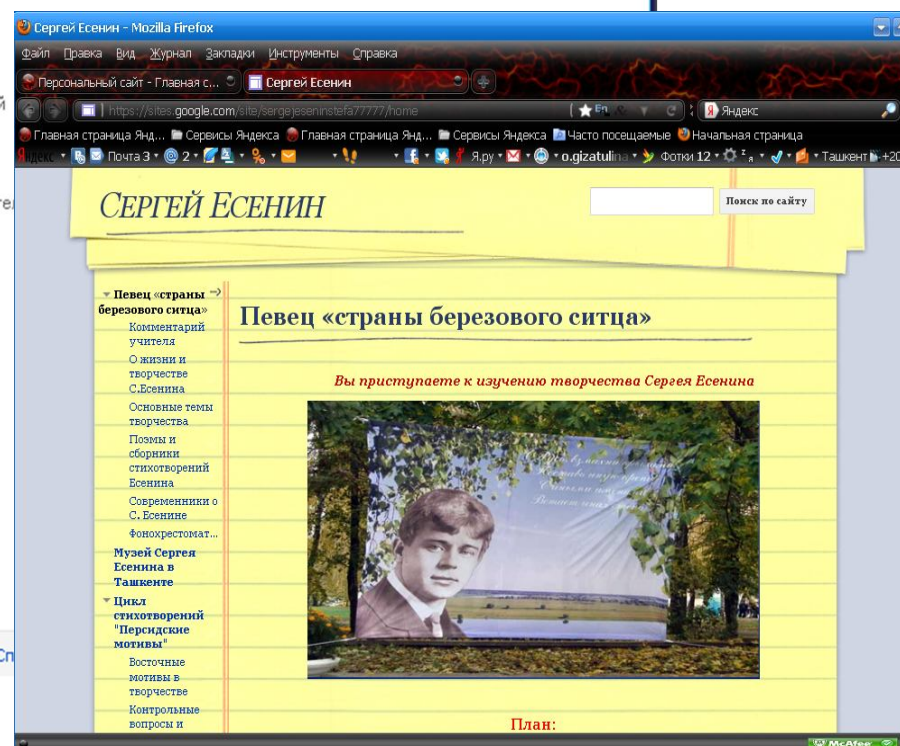 Сергей Есенин - Mozilla Firefox
Файл Правка Вид Журнал Закладки Инструменты Справка
Персональный сайт - Главная с... Сергей Есенин
https://sites.google.com/site/sergejeseninstefa77777/home Яндекс
Главная страница Янд... Сервисы Яндекса Главная страница Янд... Сервисы Яндекса Часто посещаемые Начальная страница
Яндекс Почта 3 2 Я.ру o.gizatulina Фотки 12 Ташкент +20
СЕРГЕЙ ЕСЕНИН
Поиск по сайту
Певец «страны
березового ситца»
Комментарий
учителя
О жизни и
творчестве
С.Есенина
Основные темы
творчества
Поэмы и
сборники
стихотворений
Есенина
Современники о
С. Есенине
Фонохрестомат...
Музей Сергея
Есенина в
Ташкенте
Цикл
стихотворений
"Персидские
мотивы"
Восточные
мотивы в
творчестве
Контрольные
вопросы и
Певец «страны березового ситца»
Вы приступаете к изучению творчества Сергея Есенина
План:
McAfee